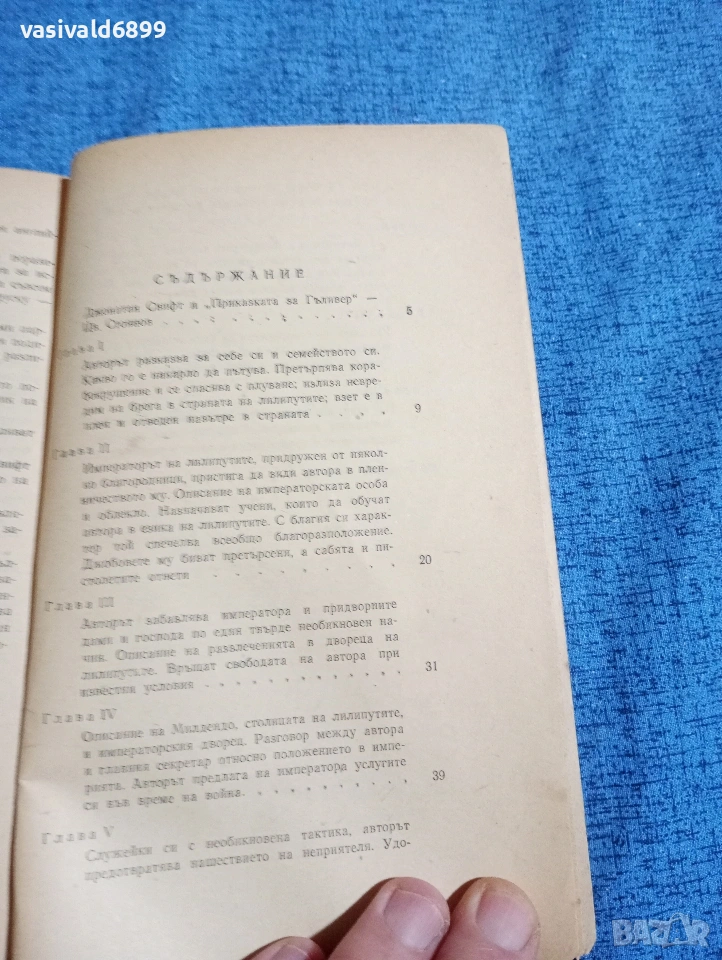 vasivald6899
СЪДЪРЖАНИЕ
Джонатан Свифт и „Приказката за Гъливер“ —
Цв. Стоянов . . . . . . . . . . 5
Глава I
Авторът разказва за себе си и семейството си.
Какво го е накарало да пътува. Претърпява кора-
бокрушение и се спасява с плуване; излиза невре-
дим на брега в страната на лилипутите; взет е в
плен и отведен навътре в страната . . . . 9
Глава II
Императорът на лилипутите, придружен от някол-
ко благородници, пристига да види автора в плен-
ничеството му. Описание на императорската особа
и облекло. Назначават учени, които да обучат
автора в езика на лилипутите. С благия си харак-
тер той спечелва всеобщо благоразположение.
Джобовете му биват претърсени, а сабята и пи-
столетите отнети . . . . . . . . . 20
Глава III
Авторът забавлява императора и придворните
дами и господа по един твърде необикновен на-
чин. Описание на развлеченията в двореца на
лилипутите. Връщат свободата на автора при
известни условия . . . . . . . . . . 31
Глава IV
Описание на Милдендо, столицата на лилипутите,
и императорския дворец. Разговор между автора
и главния секретар относно положението в импе-
рията. Авторът предлага на императора услугите
си във време на война. . . . . . . . . 39
Глава V
Служейки си с необикновена тактика, авторът
предотвратява нашествието на неприятеля. Удо-
BAZAR